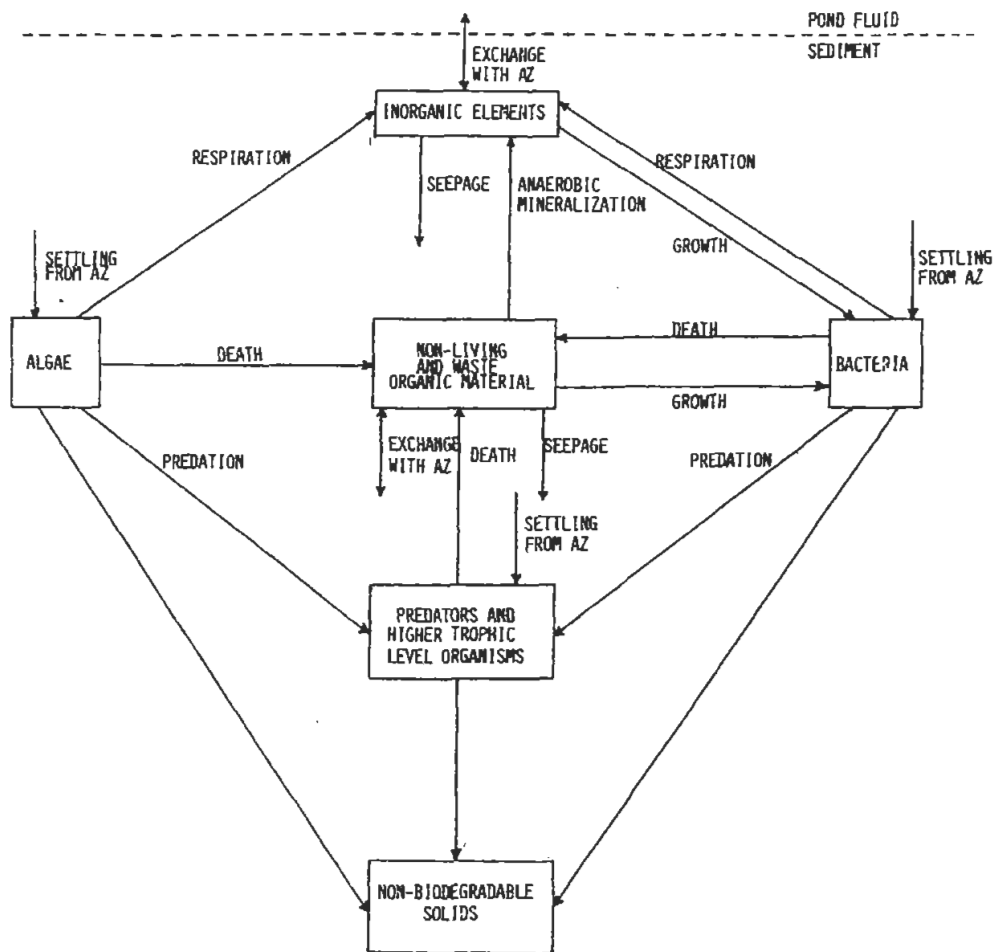 POND FLUID
SEDIMENT
EXCHANGE
WITH AZ
INORGANIC ELEMENTS
RESPIRATION
RESPIRATION
SEEPAGE
ANAEROBIC
MINERALIZATION
GROWTH
SETTLING
FROM AZ
SETTLING
FROM AZ
ALGAE
DEATH
NON-LIVING
AND WASTE
ORGANIC MATERIAL
DEATH
BACTERIA
GROWTH
EXCHANGE
WITH AZ
DEATH
SEEPAGE
PREDATION
PREDATION
SETTLING
FROM AZ
PREDATORS AND
HIGHER TROPHIC
LEVEL ORGANISMS
NON-BIODEGRADABLE
SOLIDS